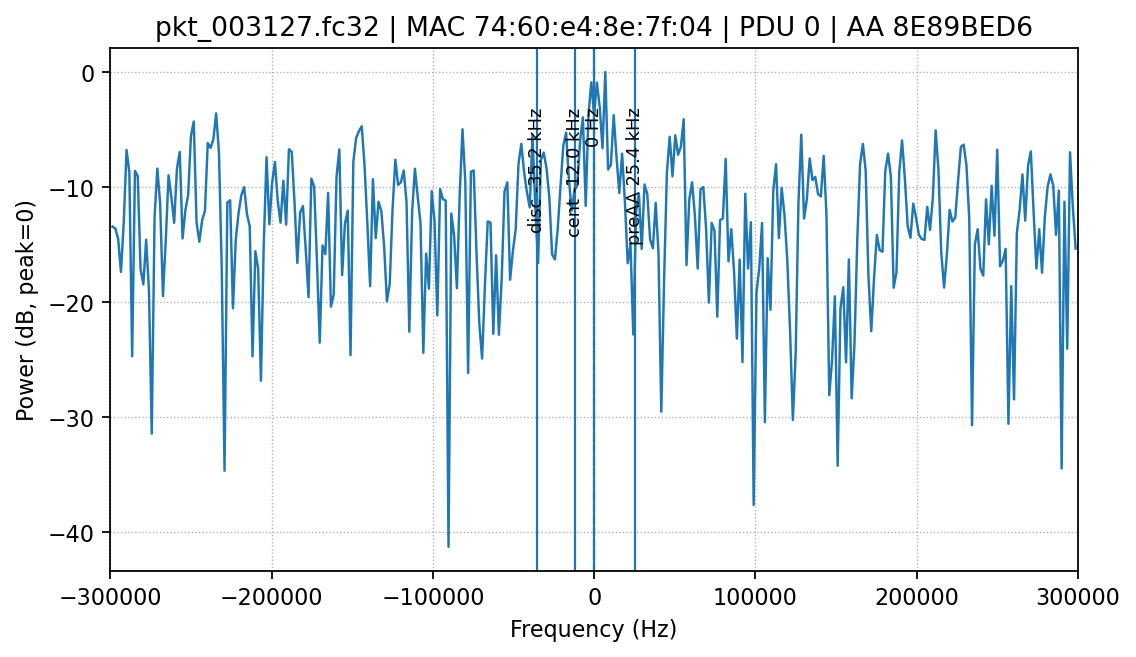 pkt_003127.fc32 | MAC 74:60:e4:8e:7f:04 | PDU 0 | AA 8E89BED6
Power (dB, peak=0)
0
−10
−20
−30
−40
disc -35.2 kHz
cent -12.0 kHz
0 Hz
preAA 25.4 kHz
−300000
−200000
−100000
0
100000
200000
300000
Frequency (Hz)